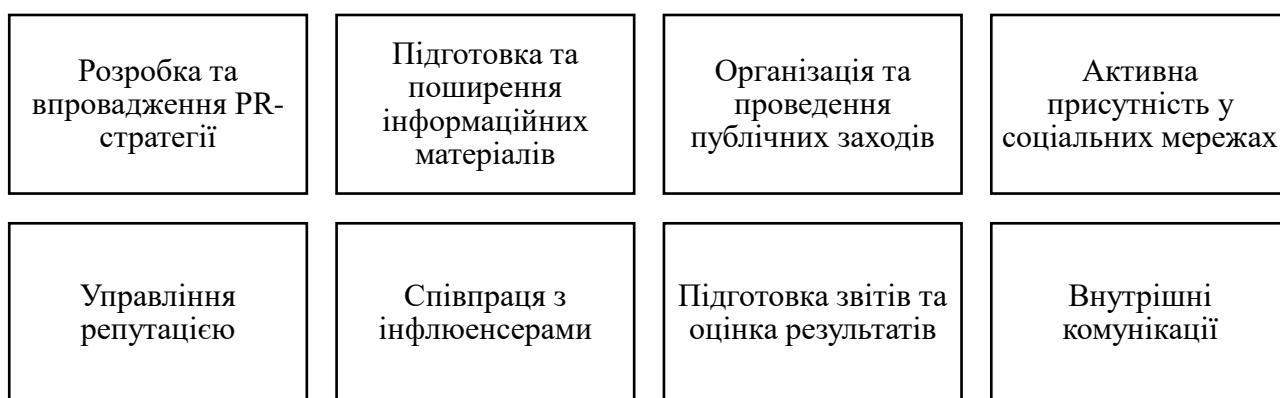 Розробка та
впровадження PR-
стратегії
Підготовка та
поширення
інформаційних
матеріалів
Організація та
проведення
публічних заходів
Активна
присутність у
соціальних мережах
Управління
репутацією
Співпраця з
інфлюенсерами
Підготовка звітів та
оцінка результатів
Внутрішні
комунікації